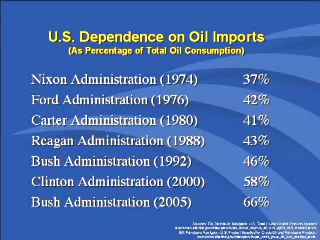 U.S. Dependence on Oil Imports
(As Percentage of Total Oil Consumption)
Nixon Administration (1974) 37%
Ford Administration (1976) 42%
Carter Administration (1980) 41%
Reagan Administration (1988) 43%
Bush Administration (1992) 46%
Clinton Administration (2000) 58%
Bush Administration (2005) 66%